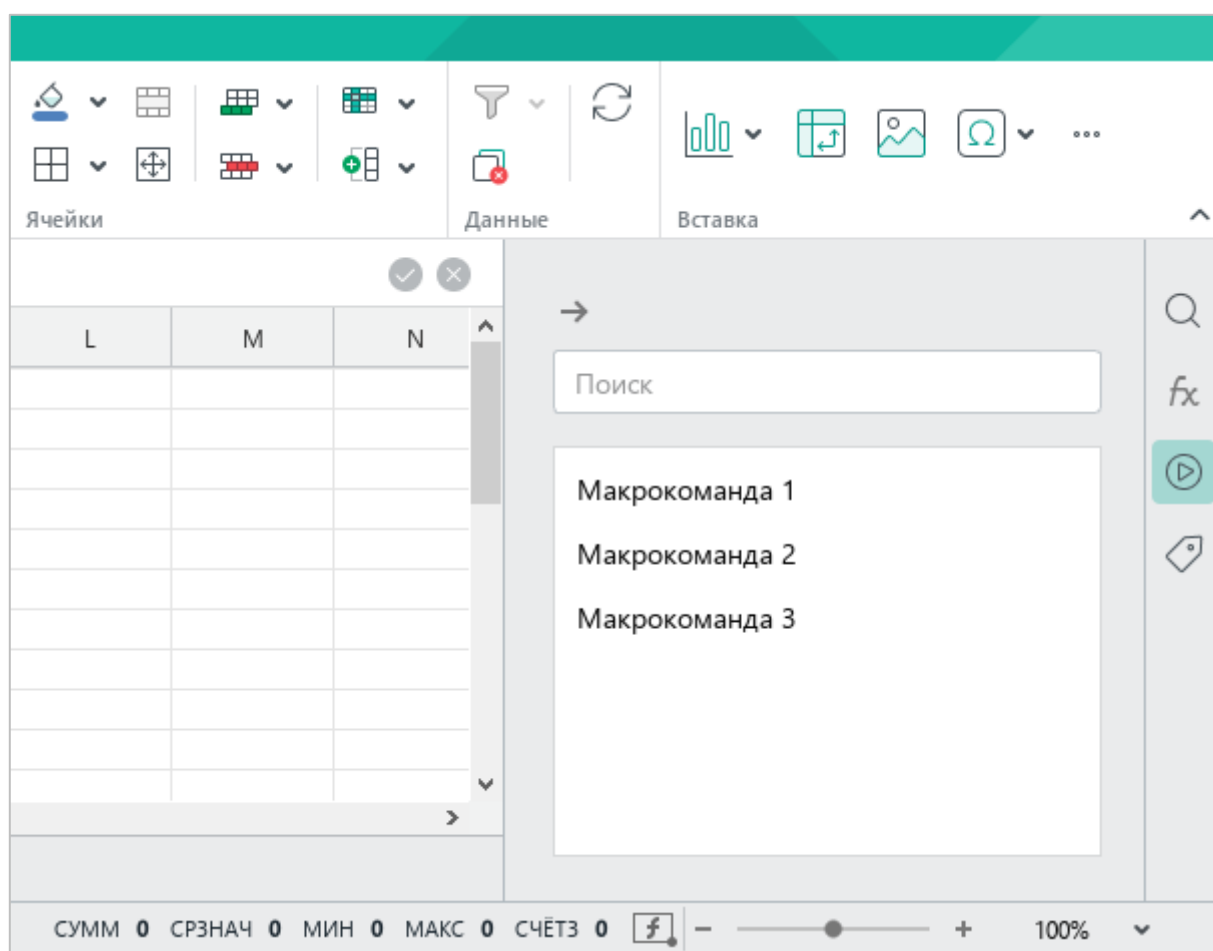 Ячейки
Данные
Вставка
L M N
Поиск
Макрокоманда 1
Макрокоманда 2
Макрокоманда 3
fx
СУММ 0 СРЗНАЧ 0 МИН 0 МАКС 0 СЧЁТЗ 0 100%